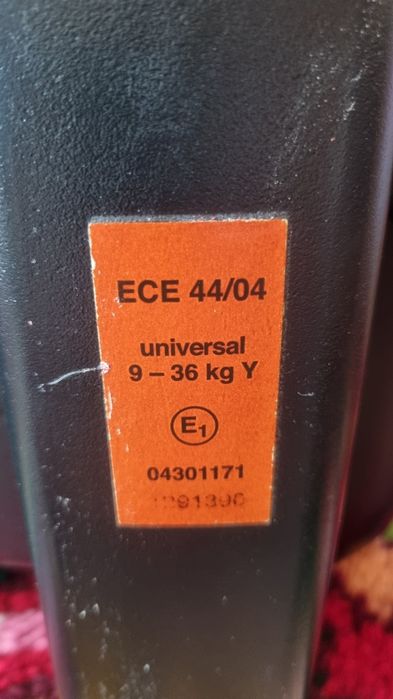 ECE 44/04
universal
9 – 36 kg Y
E1
04301171